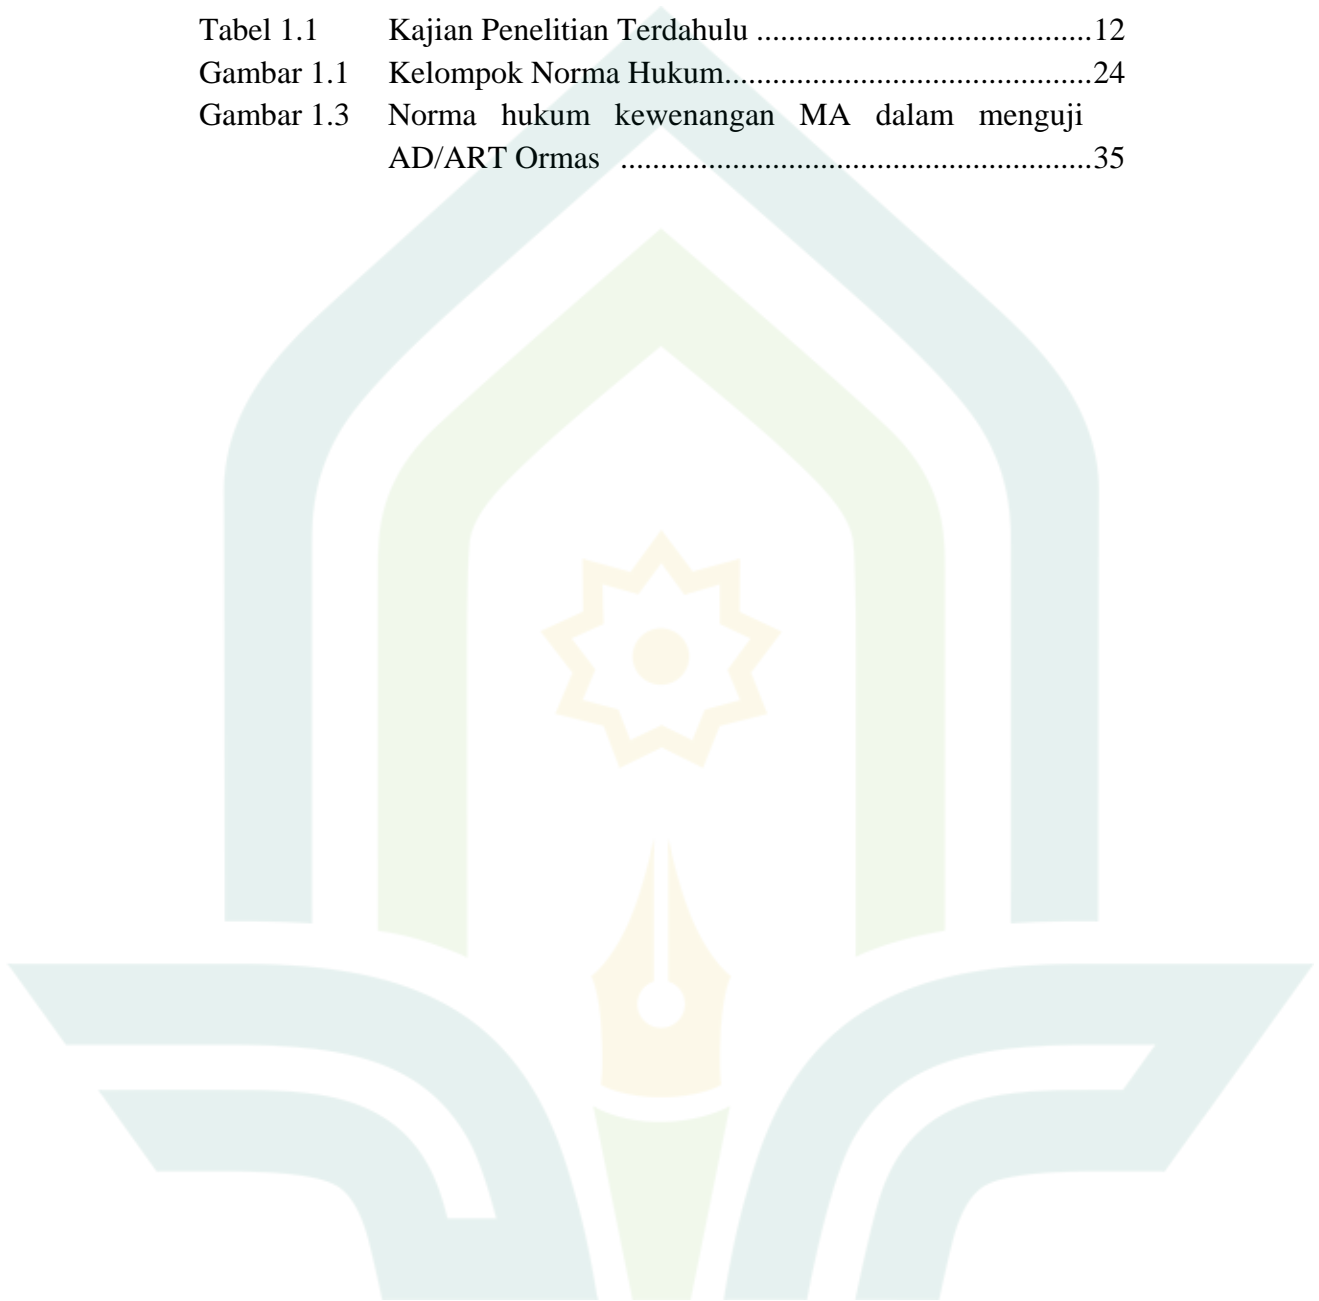 Tabel 1.1 Kajian Penelitian Terdahulu ..........................................12
Gambar 1.1 Kelompok Norma Hukum..............................................24
Gambar 1.3 Norma hukum kewenangan MA dalam menguji
AD/ART Ormas ...........................................................35